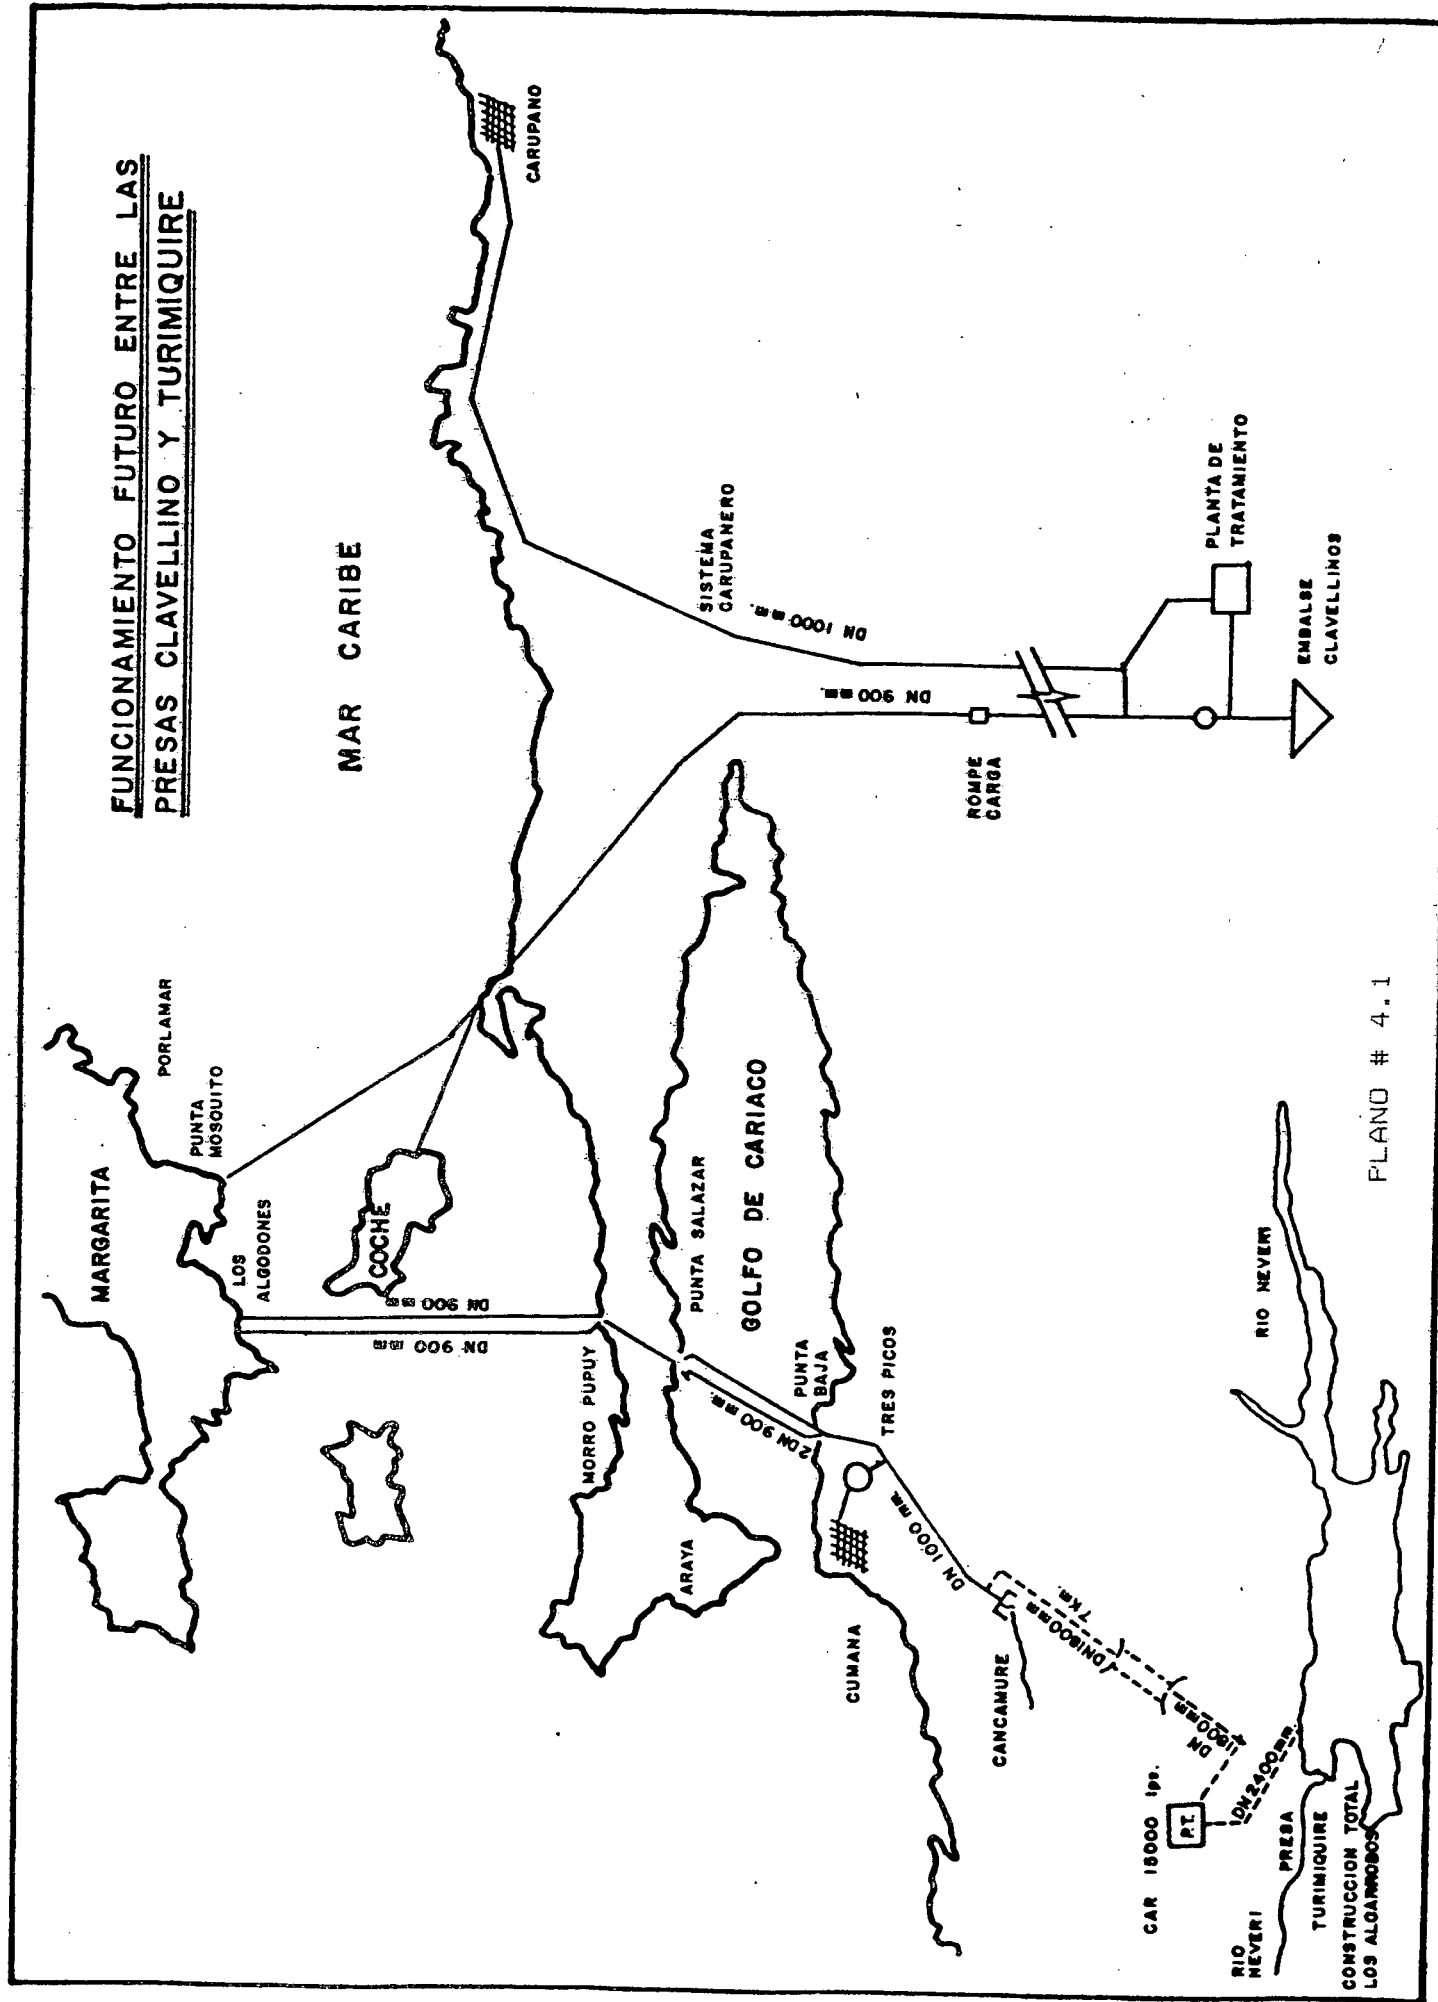 FUNCIONAMIENTO FUTURO ENTRE LAS
PRESAS CLAVELLINO Y TURIMIQUIRE
MAR CARIBE
MARGARITA
PORLAMAR
PUNTA
MOSQUITO
LOS
ALGODONES
COCHE
DN 900 mm
DN 900 mm
CARUPANO
MORRO PUPUY
PUNTA SALAZAR
GOLFO DE CARIACO
ARAYA
2 DN 900 mm.
PUNTA
BAJA
TRES PICOS
CUMANA
DN 1000 mm.
CANCAMURE
DN1800mm
7 Km.
DN
1800mm
DN2400mm.
CAR 15000 lps.
P.T.
RIO
NEVERI
PRESA
TURIMIQUIRE
CONSTRUCCION TOTAL
LOS ALGARROBOS
RIO NEVERI
SISTEMA
CARUPANERO
DN 1000 mm.
DN 900 mm.
ROMPE
CARGA
PLANTA DE
TRATAMIENTO
EMBALSE
CLAVELLINOS
PLANO # 4.1